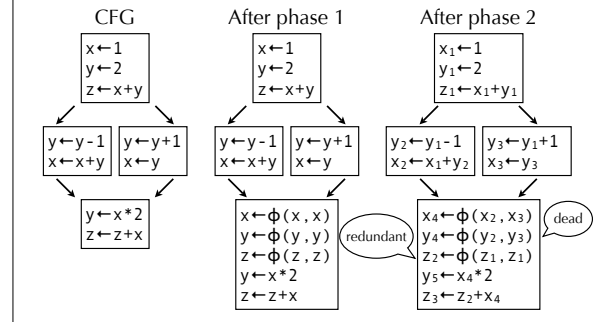 CFG
x←1
y←2
z←x+y
y←y-1
x←x+y
y←y+1
x←y
y←x*2
z←z+x
After phase 1
x←1
y←2
z←x+y
y←y-1
x←x+y
y←y+1
x←y
x←ϕ(x,x)
y←ϕ(y,y)
z←ϕ(z,z)
y←x*2
z←z+x
After phase 2
x₁←1
y₁←2
z₁←x₁+y₁
y₂←y₁-1
x₂←x₁+y₂
y₃←y₁+1
x₃←y₃
x₄←ϕ(x₂,x₃)
y₄←ϕ(y₂,y₃)
z₂←ϕ(z₁,z₁)
y₅←x₄*2
z₃←z₂+x₄
redundant
dead